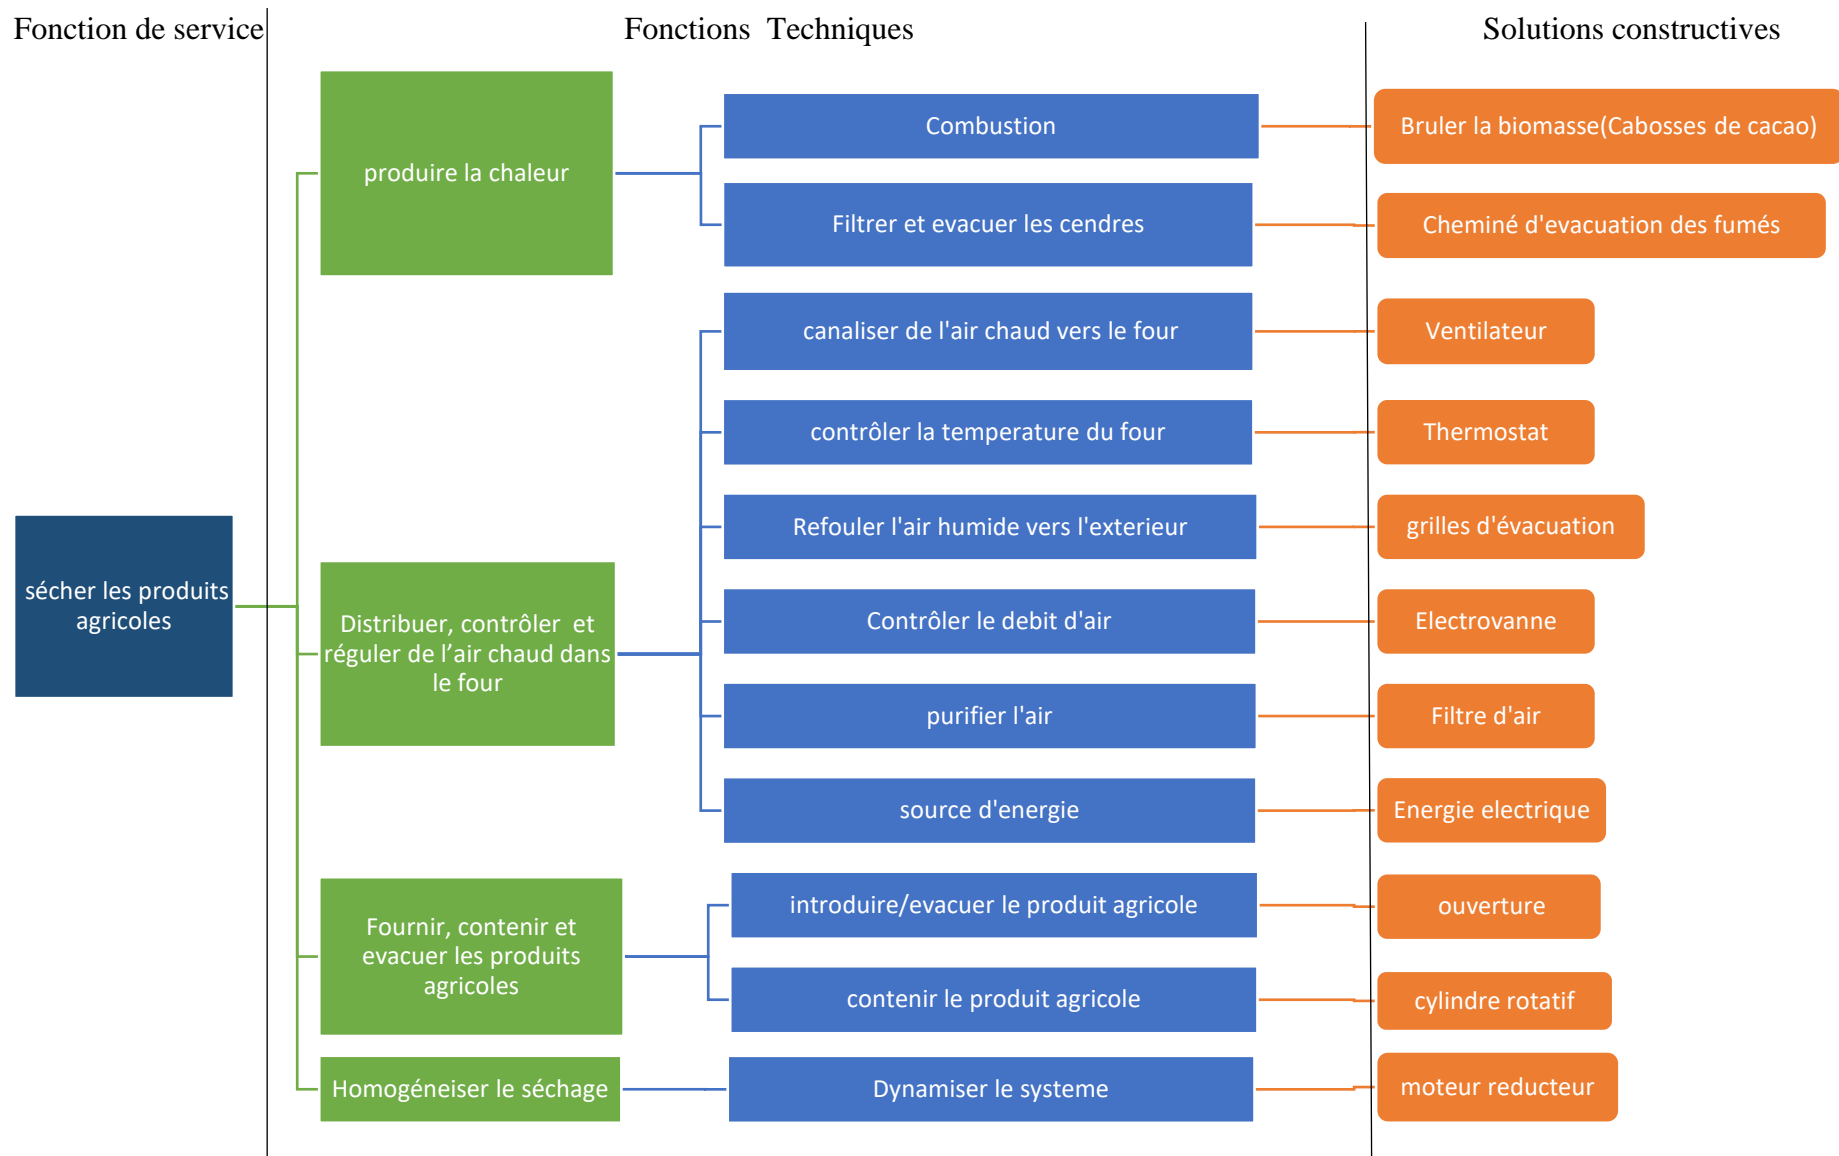 Fonction de service
Fonctions  Techniques
Solutions constructives
sécher les produits
agricoles
produire la chaleur
Combustion
Bruler la biomasse(Cabosses de cacao)
Filtrer et evacuer les cendres
Cheminé d'evacuation des fumés
Distribuer, contrôler  et
réguler de l’air chaud dans
le four
canaliser de l'air chaud vers le four
Ventilateur
contrôler la temperature du four
Thermostat
Refouler l'air humide vers l'exterieur
grilles d'évacuation
Contrôler le debit d'air
Electrovanne
purifier l'air
Filtre d'air
source d'energie
Energie electrique
Fournir, contenir et
evacuer les produits
agricoles
introduire/evacuer le produit agricole
ouverture
contenir le produit agricole
cylindre rotatif
Homogéneiser le séchage
Dynamiser le systeme
moteur reducteur